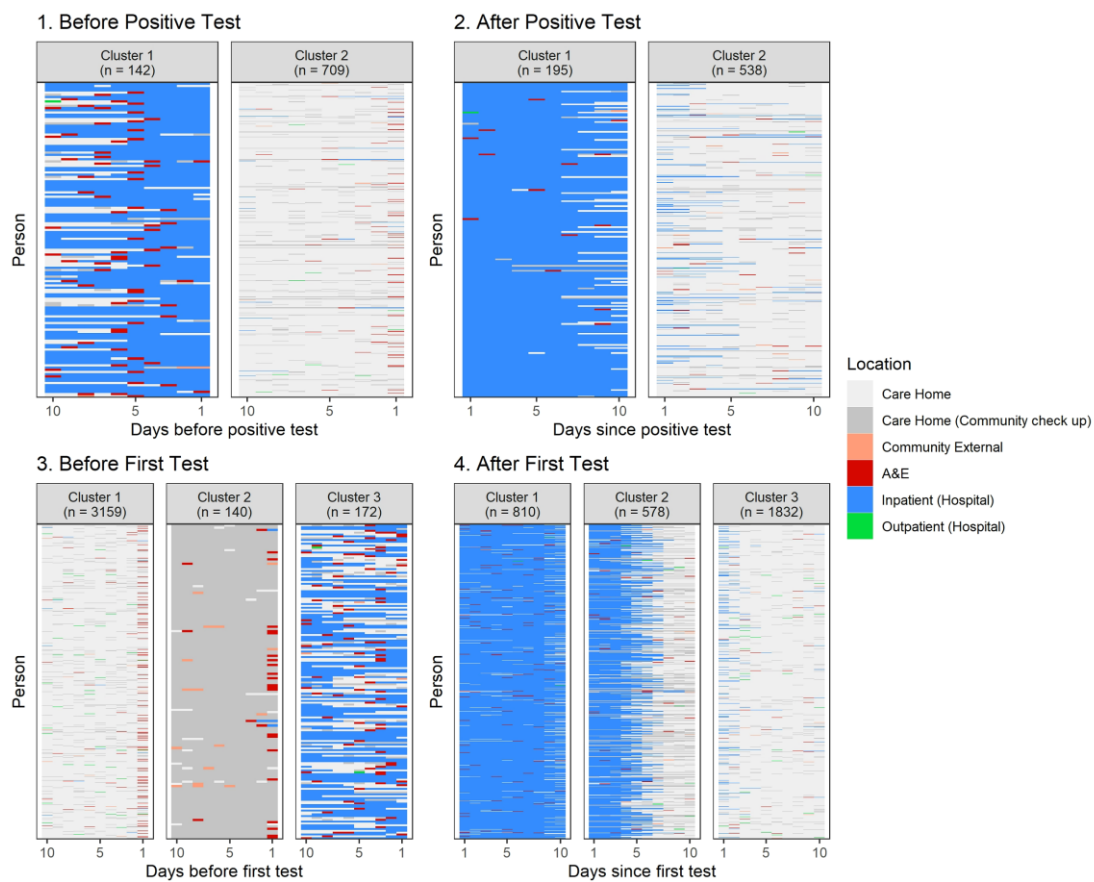 1. Before Positive Test
Cluster 1
(n = 142)
Cluster 2
(n = 709)
Person
10
5
1
10
5
1
Days before positive test
2. After Positive Test
Cluster 1
(n = 195)
Cluster 2
(n = 538)
Person
1
5
10
1
5
10
Days since positive test
3. Before First Test
Cluster 1
(n = 3159)
Cluster 2
(n = 140)
Cluster 3
(n = 172)
Person
10
5
1
10
5
1
10
5
1
Days before first test
4. After First Test
Cluster 1
(n = 810)
Cluster 2
(n = 578)
Cluster 3
(n = 1832)
Person
1
5
10
1
5
10
1
5
10
Days since first test
Location
Care Home
Care Home (Community check up)
Community External
A&E
Inpatient (Hospital)
Outpatient (Hospital)